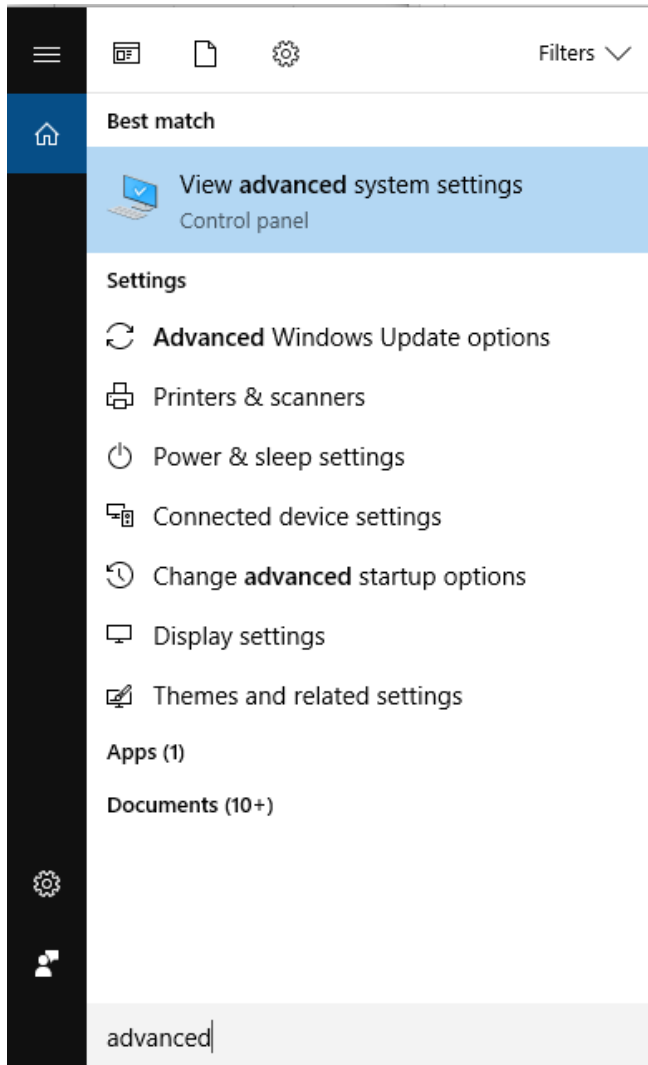 Filters
Best match
View advanced system settings
Control panel
Settings
Advanced Windows Update options
Printers & scanners
Power & sleep settings
Connected device settings
Change advanced startup options
Display settings
Themes and related settings
Apps (1)
Documents (10+)
advanced